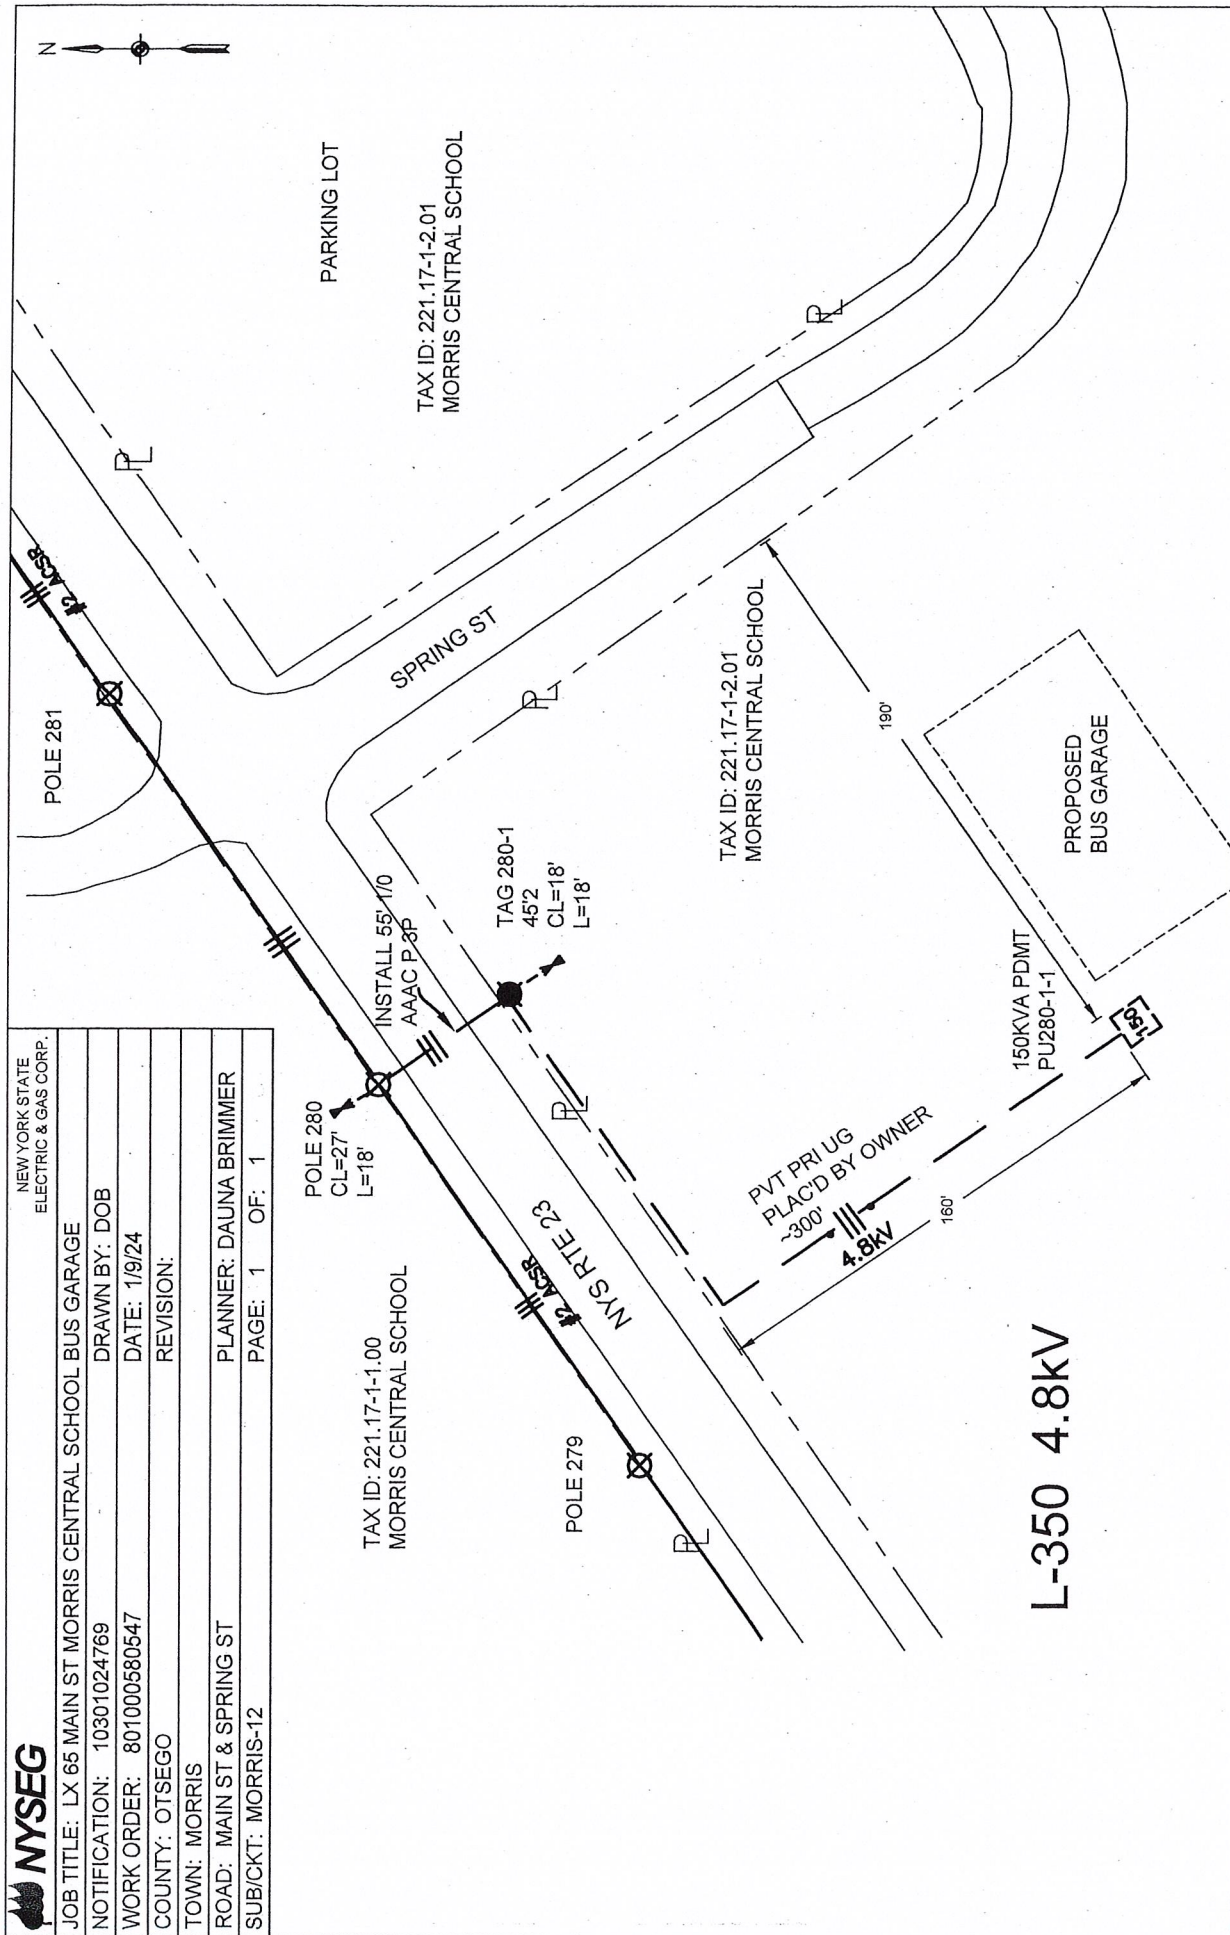 NYSEG
NEW YORK STATE
ELECTRIC & GAS CORP.
JOB TITLE: LX 65 MAIN ST MORRIS CENTRAL SCHOOL BUS GARAGE
NOTIFICATION: 10301024769
DRAWN BY: DOB
WORK ORDER: 801000580547
DATE: 1/9/24
COUNTY: OTSEGO
REVISION:
TOWN: MORRIS
ROAD: MAIN ST & SPRING ST
PLANNER: DAUNA BRIMMER
SUB/CKT: MORRIS-12
PAGE: 1 OF: 1
N
#2 ACSR
POLE 281
PL
PARKING LOT
TAX ID: 221.17-1-2.01
MORRIS CENTRAL SCHOOL
PL
SPRING ST
POLE 280
CL=27'
L=18'
INSTALL 55' 1/0
AAAC P 3P
TAG 280-1
45'2
CL=18'
L=18'
PL
TAX ID: 221.17-1-1.00
MORRIS CENTRAL SCHOOL
#2 ACSR
NYS RTE 23
PL
TAX ID: 221.17-1-2.01
MORRIS CENTRAL SCHOOL
POLE 279
PL
190'
PVT PRI UG
PLAC'D BY OWNER
~300'
4.8kV
160'
150KVA PDMT
PU280-1-1
150
PROPOSED
BUS GARAGE
L-350 4.8kV